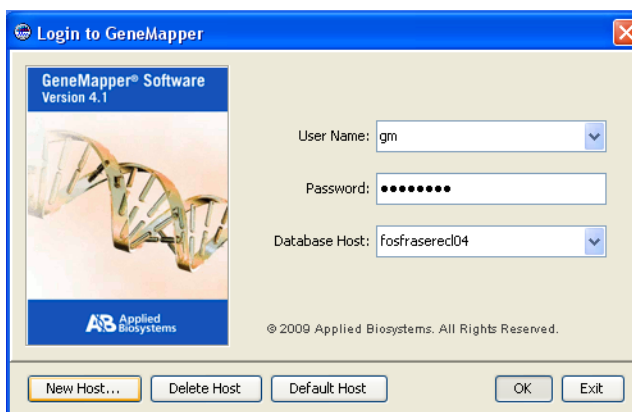 Login to GeneMapper
GeneMapper® Software
Version 4.1
User Name: gm
Password: ●●●●●●●●
Database Host: fosfraserecl04
AB Applied
Biosystems
© 2009 Applied Biosystems. All Rights Reserved.
New Host... Delete Host Default Host OK Exit